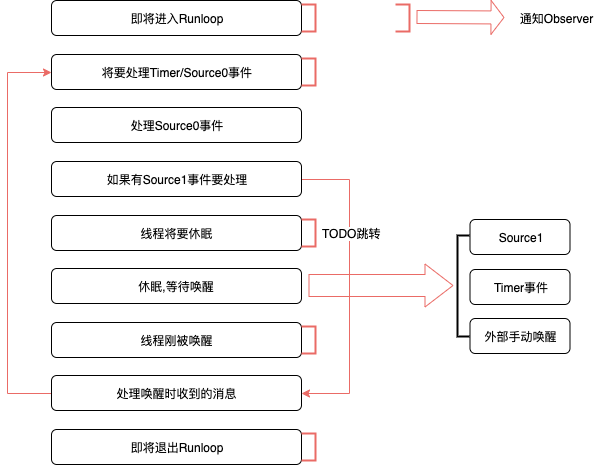 即将进入Runloop
通知Observer
将要处理Timer/Source0事件
处理Source0事件
如果有Source1事件要处理
线程将要休眠
TODO跳转
Source1
休眠,等待唤醒
Timer事件
线程刚被唤醒
外部手动唤醒
处理唤醒时收到的消息
即将退出Runloop